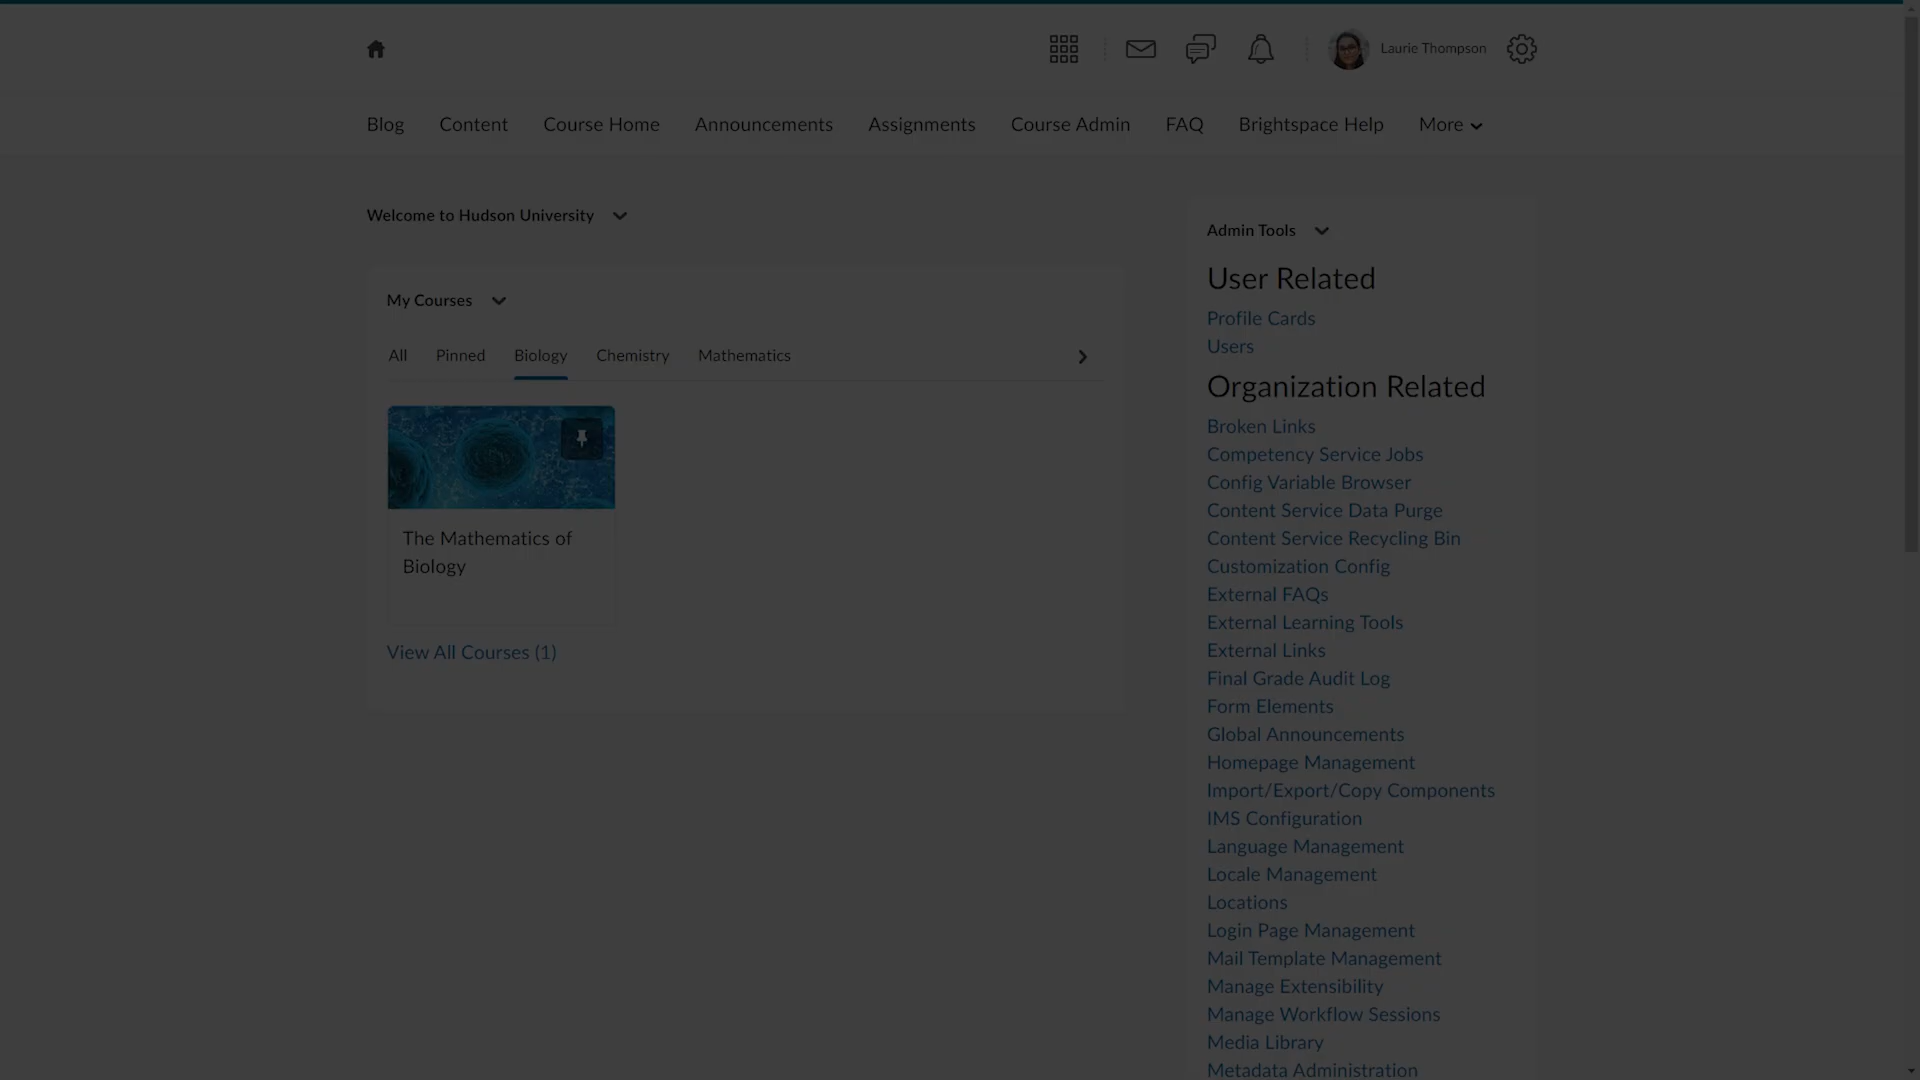 Laurie Thompson
Blog Content Course Home Announcements Assignments Course Admin FAQ Brightspace Help More
Welcome to Hudson University
My Courses
All Pinned Biology Chemistry Mathematics
The Mathematics of
Biology
View All Courses (1)
Admin Tools
User Related
Profile Cards
Users
Organization Related
Broken Links
Competency Service Jobs
Config Variable Browser
Content Service Data Purge
Content Service Recycling Bin
Customization Config
External FAQs
External Learning Tools
External Links
Final Grade Audit Log
Form Elements
Global Announcements
Homepage Management
Import/Export/Copy Components
IMS Configuration
Language Management
Locale Management
Locations
Login Page Management
Mail Template Management
Manage Extensibility
Manage Workflow Sessions
Media Library
Metadata Administration